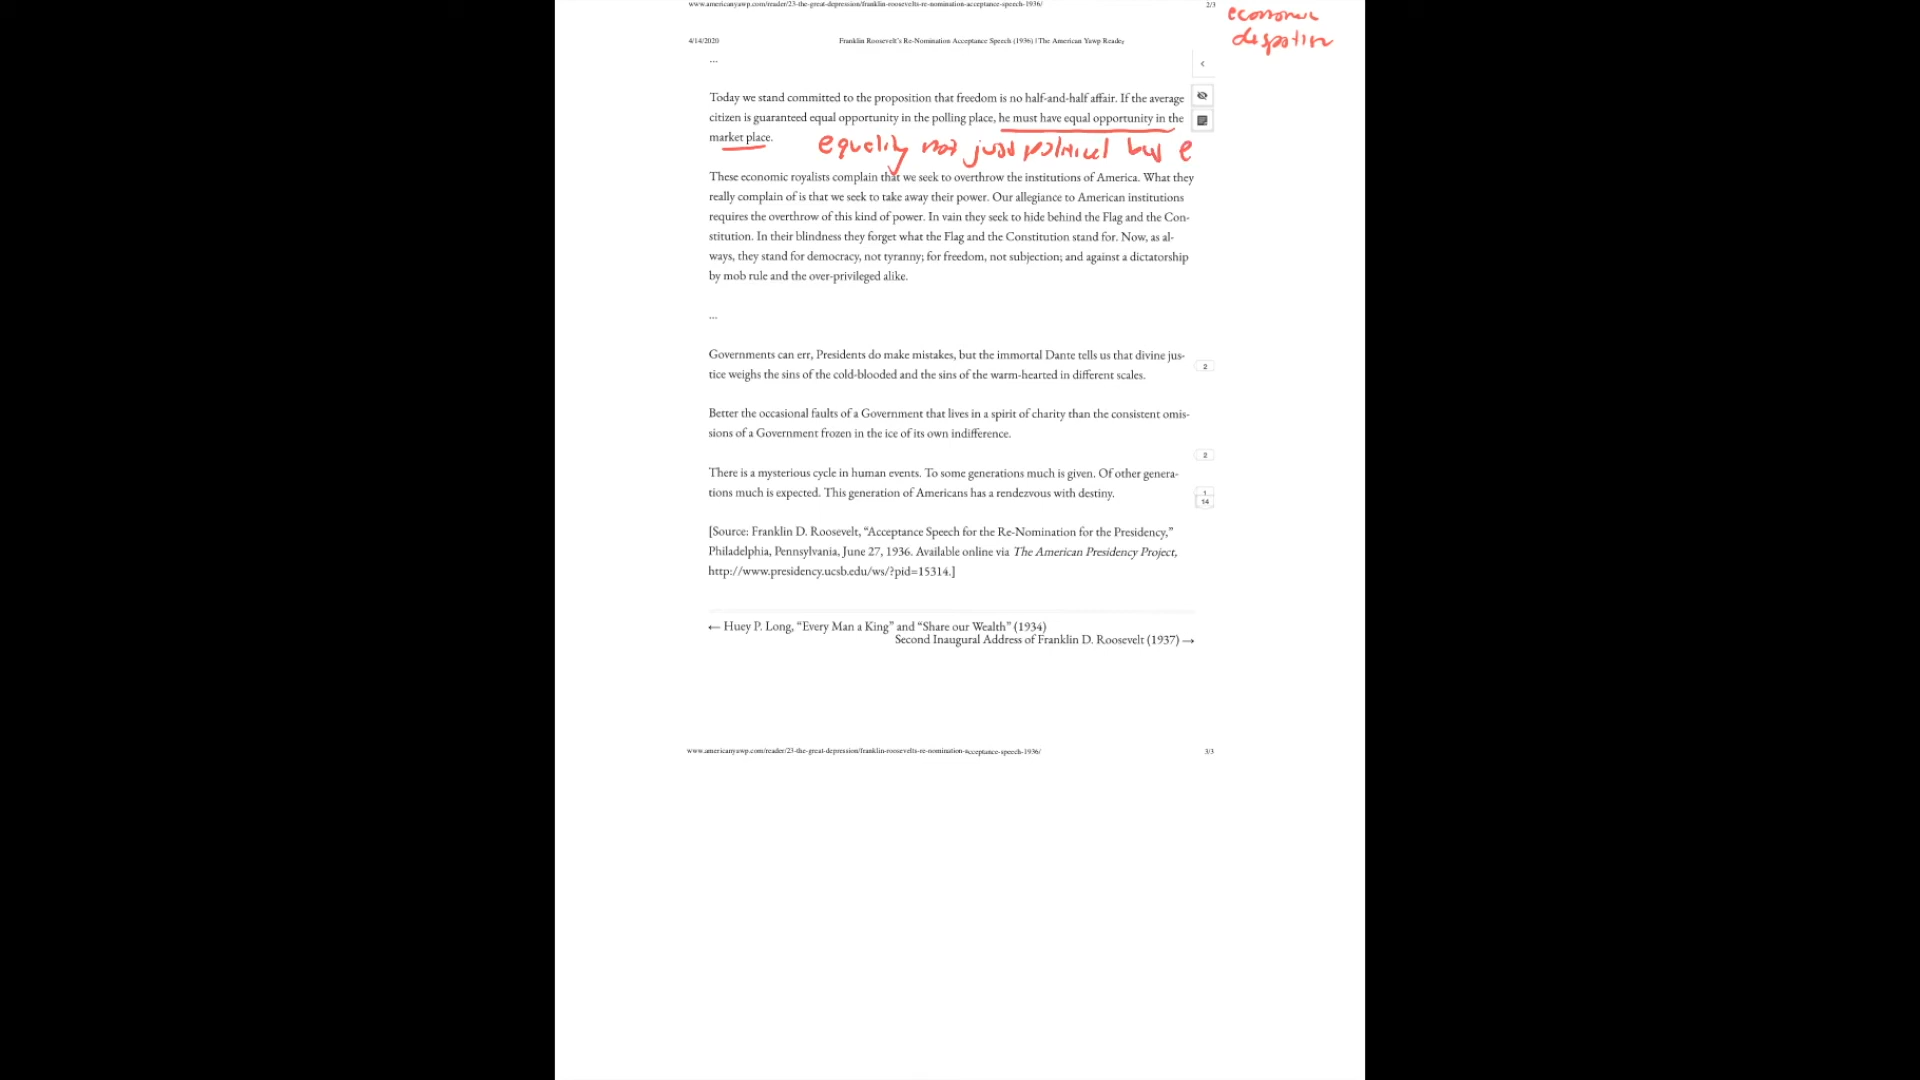 www.americanyawp.com/reader/23-the-great-depression/franklin-roosevelts-re-nomination-acceptance-speech-1936/ 2/3
economic
4/14/2020 Franklin Roosevelt's Re-Nomination Acceptance Speech (1936) | The American Yawp Reader
...
Today we stand committed to the proposition that freedom is no half-and-half affair. If the average
citizen is guaranteed equal opportunity in the polling place, he must have equal opportunity in the
market place.
equality not just political but e
These economic royalists complain that we seek to overthrow the institutions of America. What they
really complain of is that we seek to take away their power. Our allegiance to American institutions
requires the overthrow of this kind of power. In vain they seek to hide behind the Flag and the Con-
stitution. In their blindness they forget what the Flag and the Constitution stand for. Now, as al-
ways, they stand for democracy, not tyranny; for freedom, not subjection; and against a dictatorship
by mob rule and the over-privileged alike.
...
Governments can err, Presidents do make mistakes, but the immortal Dante tells us that divine jus-
2
tice weighs the sins of the cold-blooded and the sins of the warm-hearted in different scales.
Better the occasional faults of a Government that lives in a spirit of charity than the consistent omis-
sions of a Government frozen in the ice of its own indifference.
2
There is a mysterious cycle in human events. To some generations much is given. Of other genera-
tions much is expected. This generation of Americans has a rendezvous with destiny.
1
14
[Source: Franklin D. Roosevelt, "Acceptance Speech for the Re-Nomination for the Presidency,"
Philadelphia, Pennsylvania, June 27, 1936. Available online via The American Presidency Project,
http://www.presidency.ucsb.edu/ws/?pid=15314.]
← Huey P. Long, "Every Man a King" and "Share our Wealth" (1934)
Second Inaugural Address of Franklin D. Roosevelt (1937) →
www.americanyawp.com/reader/23-the-great-depression/franklin-roosevelts-re-nomination-acceptance-speech-1936/ 3/3